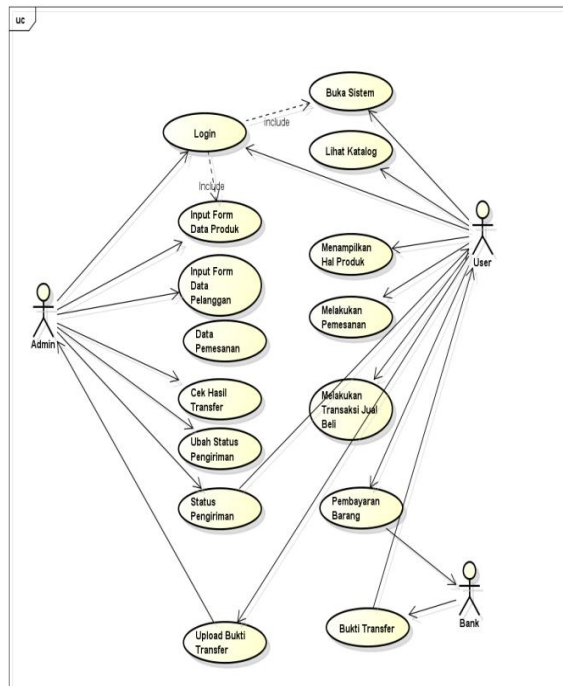 uc
Buka Sistem
include
Login
Lihat Katalog
Include
Input Form
Data Produk
Menampilkan
Hal Produk
User
Input Form
Data
Pelanggan
Melakukan
Pemesanan
Admin
Data
Pemesanan
Cek Hasil
Transfer
Melakukan
Transaksi Jual
Beli
Ubah Status
Pengiriman
Status
Pengiriman
Pembayaran
Barang
Upload Bukti
Transfer
Bukti Transfer
Bank